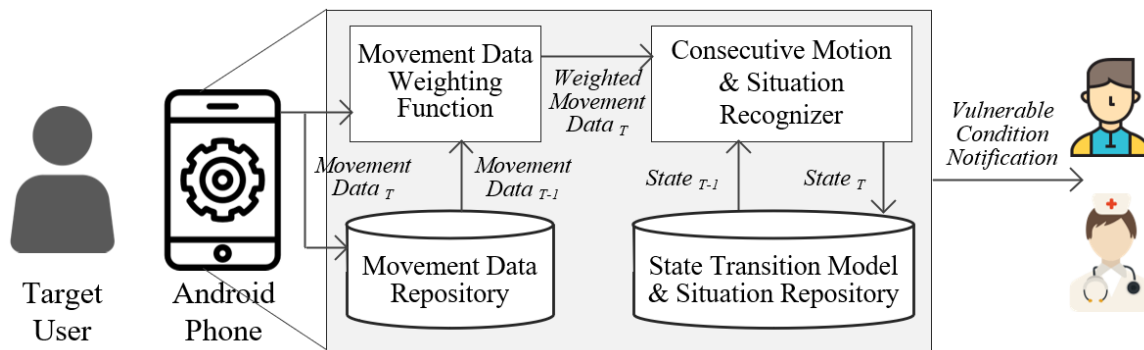 Target
User
Android
Phone
Movement Data
Weighting
Function
Weighted
Movement
Data T
Consecutive Motion
& Situation
Recognizer
Movement
Data T
Movement
Data T-1
State T-1
State T
Movement Data
Repository
State Transition Model
& Situation Repository
Vulnerable
Condition
Notification